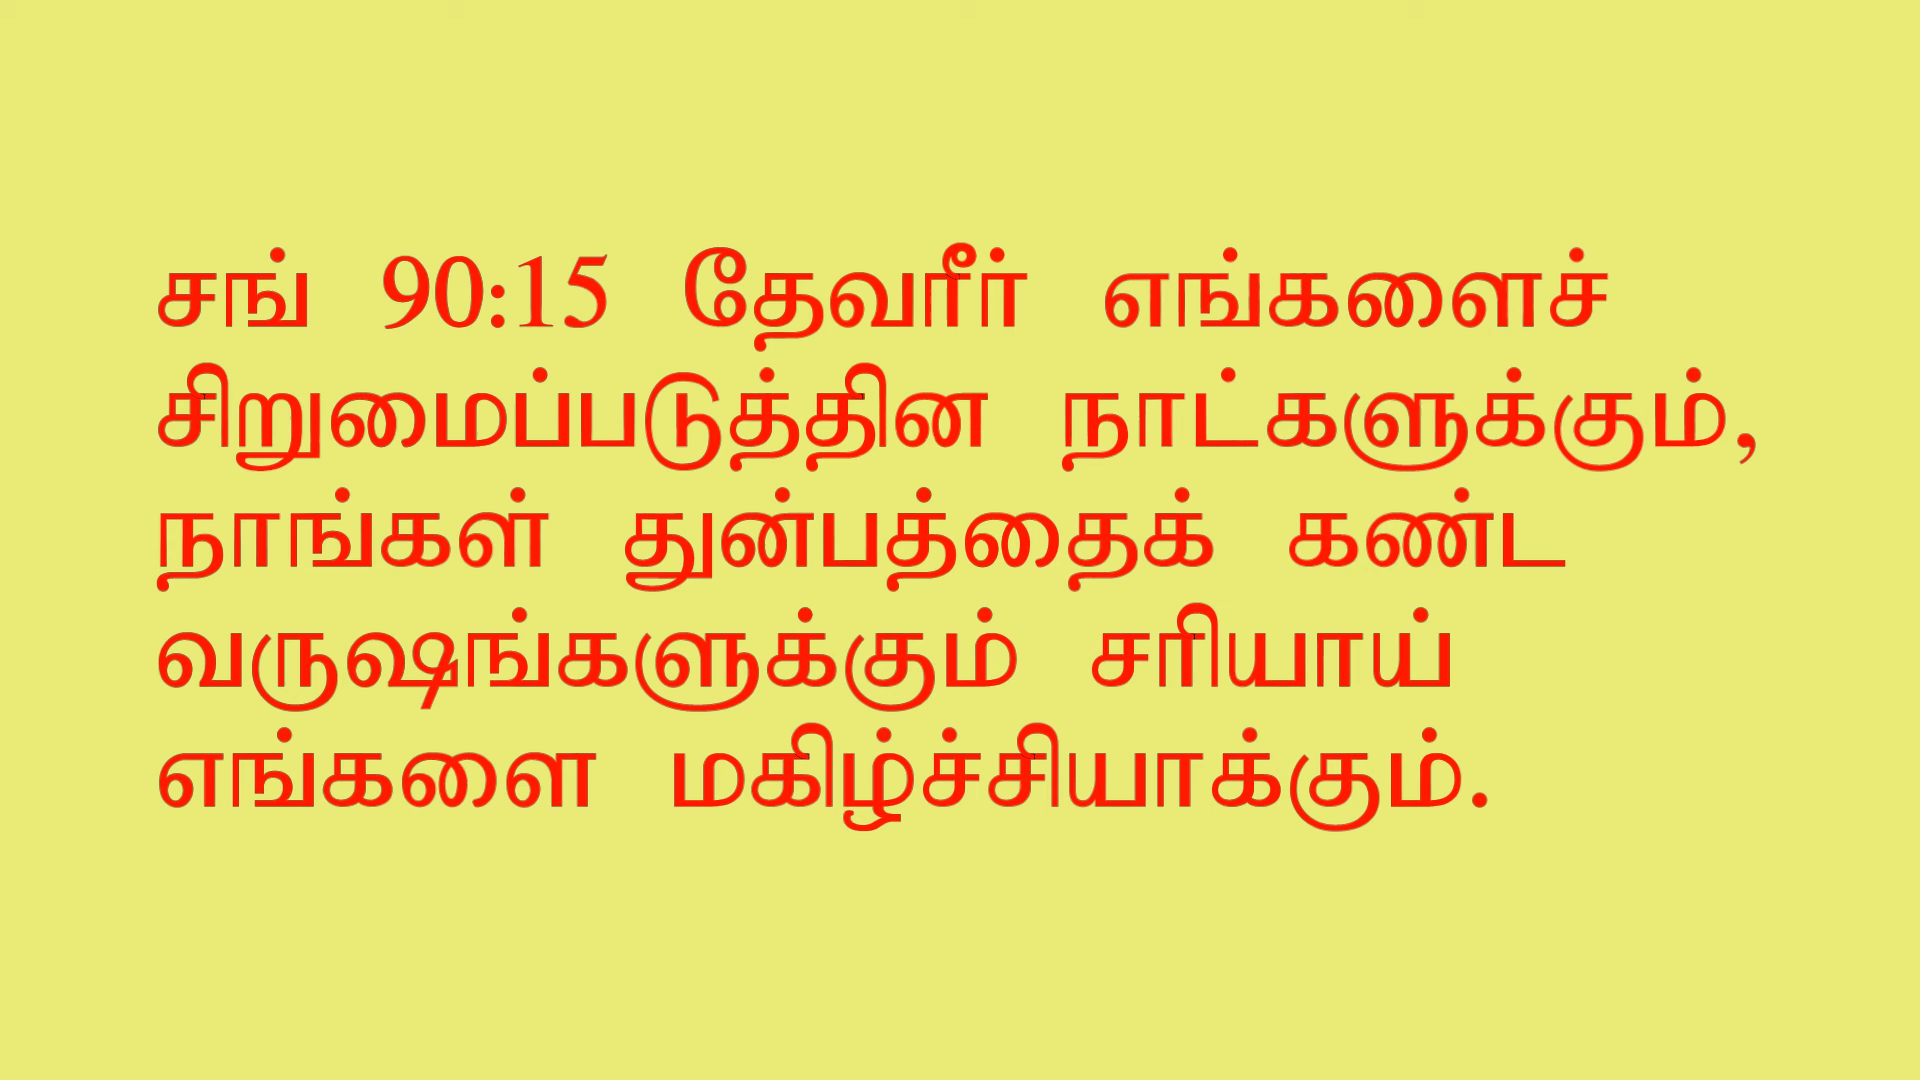 சங் 90:15 தேவரீர் எங்களைச்
சிறுமைப்படுத்தின நாட்களுக்கும்,
நாங்கள் துன்பத்தைக் கண்ட
வருஷங்களுக்கும் சரியாய்
எங்களை மகிழ்ச்சியாக்கும்.